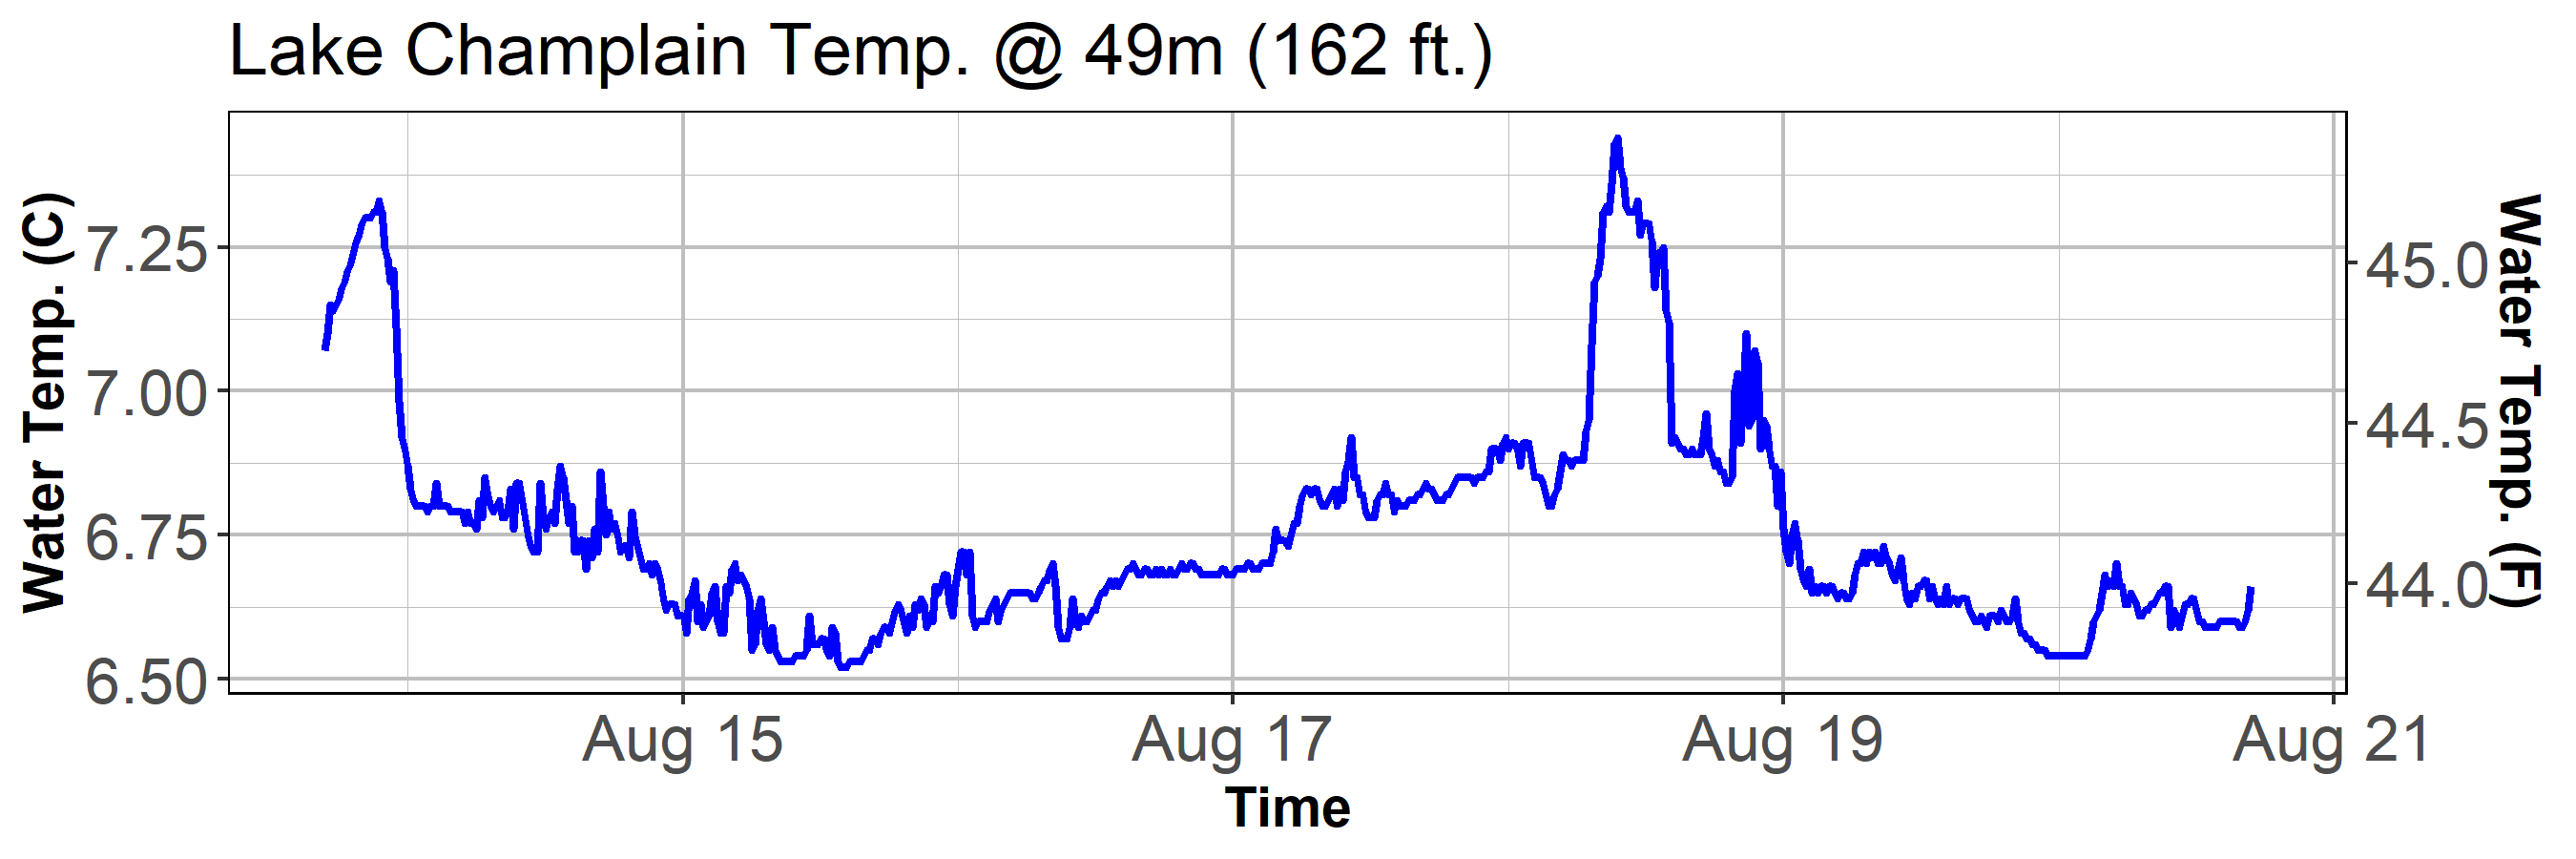 Lake Champlain Temp. @ 49m (162 ft.)
Water Temp. (C)
7.25
7.00
6.75
6.50
45.0
44.5
44.0
Water Temp. (F)
Aug 15
Aug 17
Aug 19
Aug 21
Time